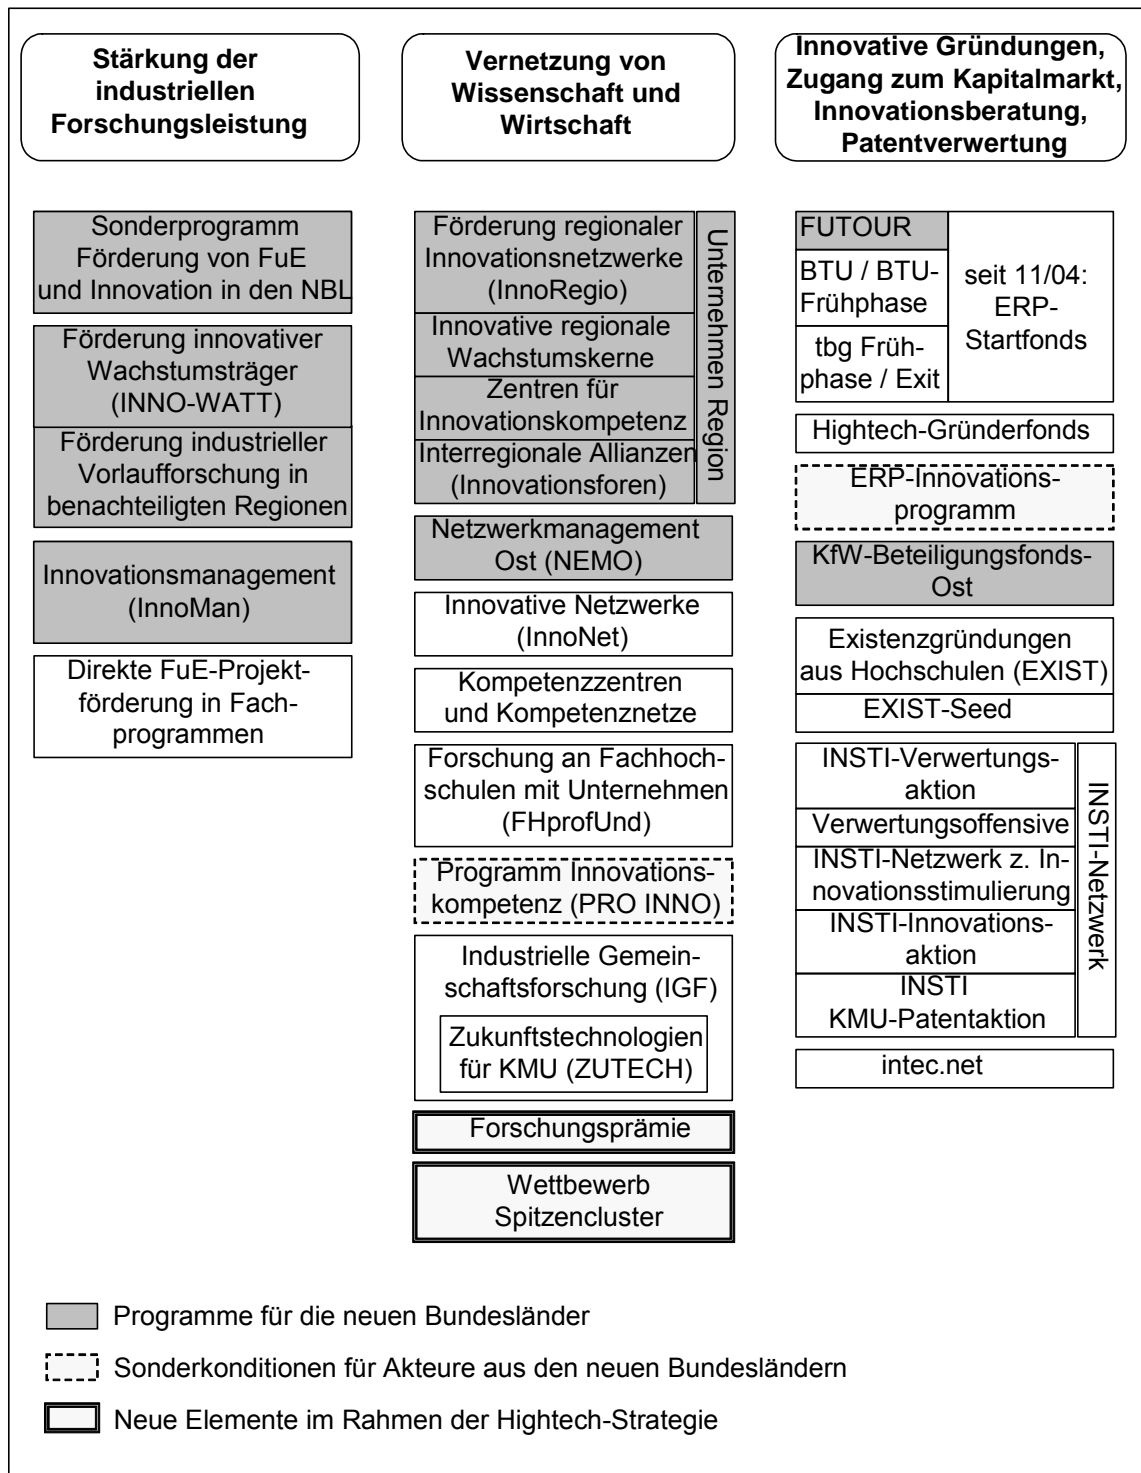 Stärkung der
industriellen
Forschungsleistung
Sonderprogramm
Förderung von FuE
und Innovation in den NBL
Förderung innovativer
Wachstumsträger
(INNO-WATT)
Förderung industrieller
Vorlaufforschung in
benachteiligten Regionen
Innovationsmanagement
(InnoMan)
Direkte FuE-Projekt-
förderung in Fach-
programmen
Vernetzung von
Wissenschaft und
Wirtschaft
Förderung regionaler
Innovationsnetzwerke
(InnoRegio)
Innovative regionale
Wachstumskerne
Zentren für
Innovationskompetenz
Interregionale Allianzen
(Innovationsforen)
Unternehmen Region
Netzwerkmanagement
Ost (NEMO)
Innovative Netzwerke
(InnoNet)
Kompetenzzentren
und Kompetenznetze
Forschung an Fachhoch-
schulen mit Unternehmen
(FHprofUnd)
Programm Innovations-
kompetenz (PRO INNO)
Industrielle Gemein-
schaftsforschung (IGF)
Zukunftstechnologien
für KMU (ZUTECH)
Forschungsprämie
Wettbewerb
Spitzencluster
Innovative Gründungen,
Zugang zum Kapitalmarkt,
Innovationsberatung,
Patentverwertung
FUTOUR
BTU / BTU-
Frühphase
tbg Früh-
phase / Exit
seit 11/04:
ERP-
Startfonds
Hightech-Gründerfonds
ERP-Innovations-
programm
KfW-Beteiligungsfonds-
Ost
Existenzgründungen
aus Hochschulen (EXIST)
EXIST-Seed
INSTI-Verwertungs-
aktion
Verwertungsoffensive
INSTI-Netzwerk z. In-
novationsstimulierung
INSTI-Innovations-
aktion
INSTI
KMU-Patentaktion
INSTI-Netzwerk
intec.net
Programme für die neuen Bundesländer
Sonderkonditionen für Akteure aus den neuen Bundesländern
Neue Elemente im Rahmen der Hightech-Strategie